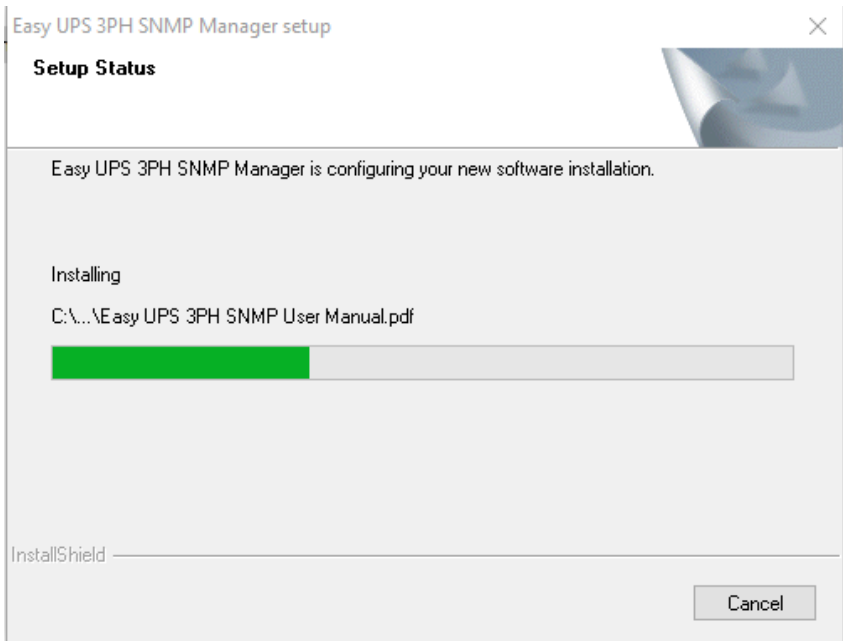 Easy UPS 3PH SNMP Manager setup
Setup Status
Easy UPS 3PH SNMP Manager is configuring your new software installation.
Installing
C:\...\Easy UPS 3PH SNMP User Manual.pdf
InstallShield
Cancel